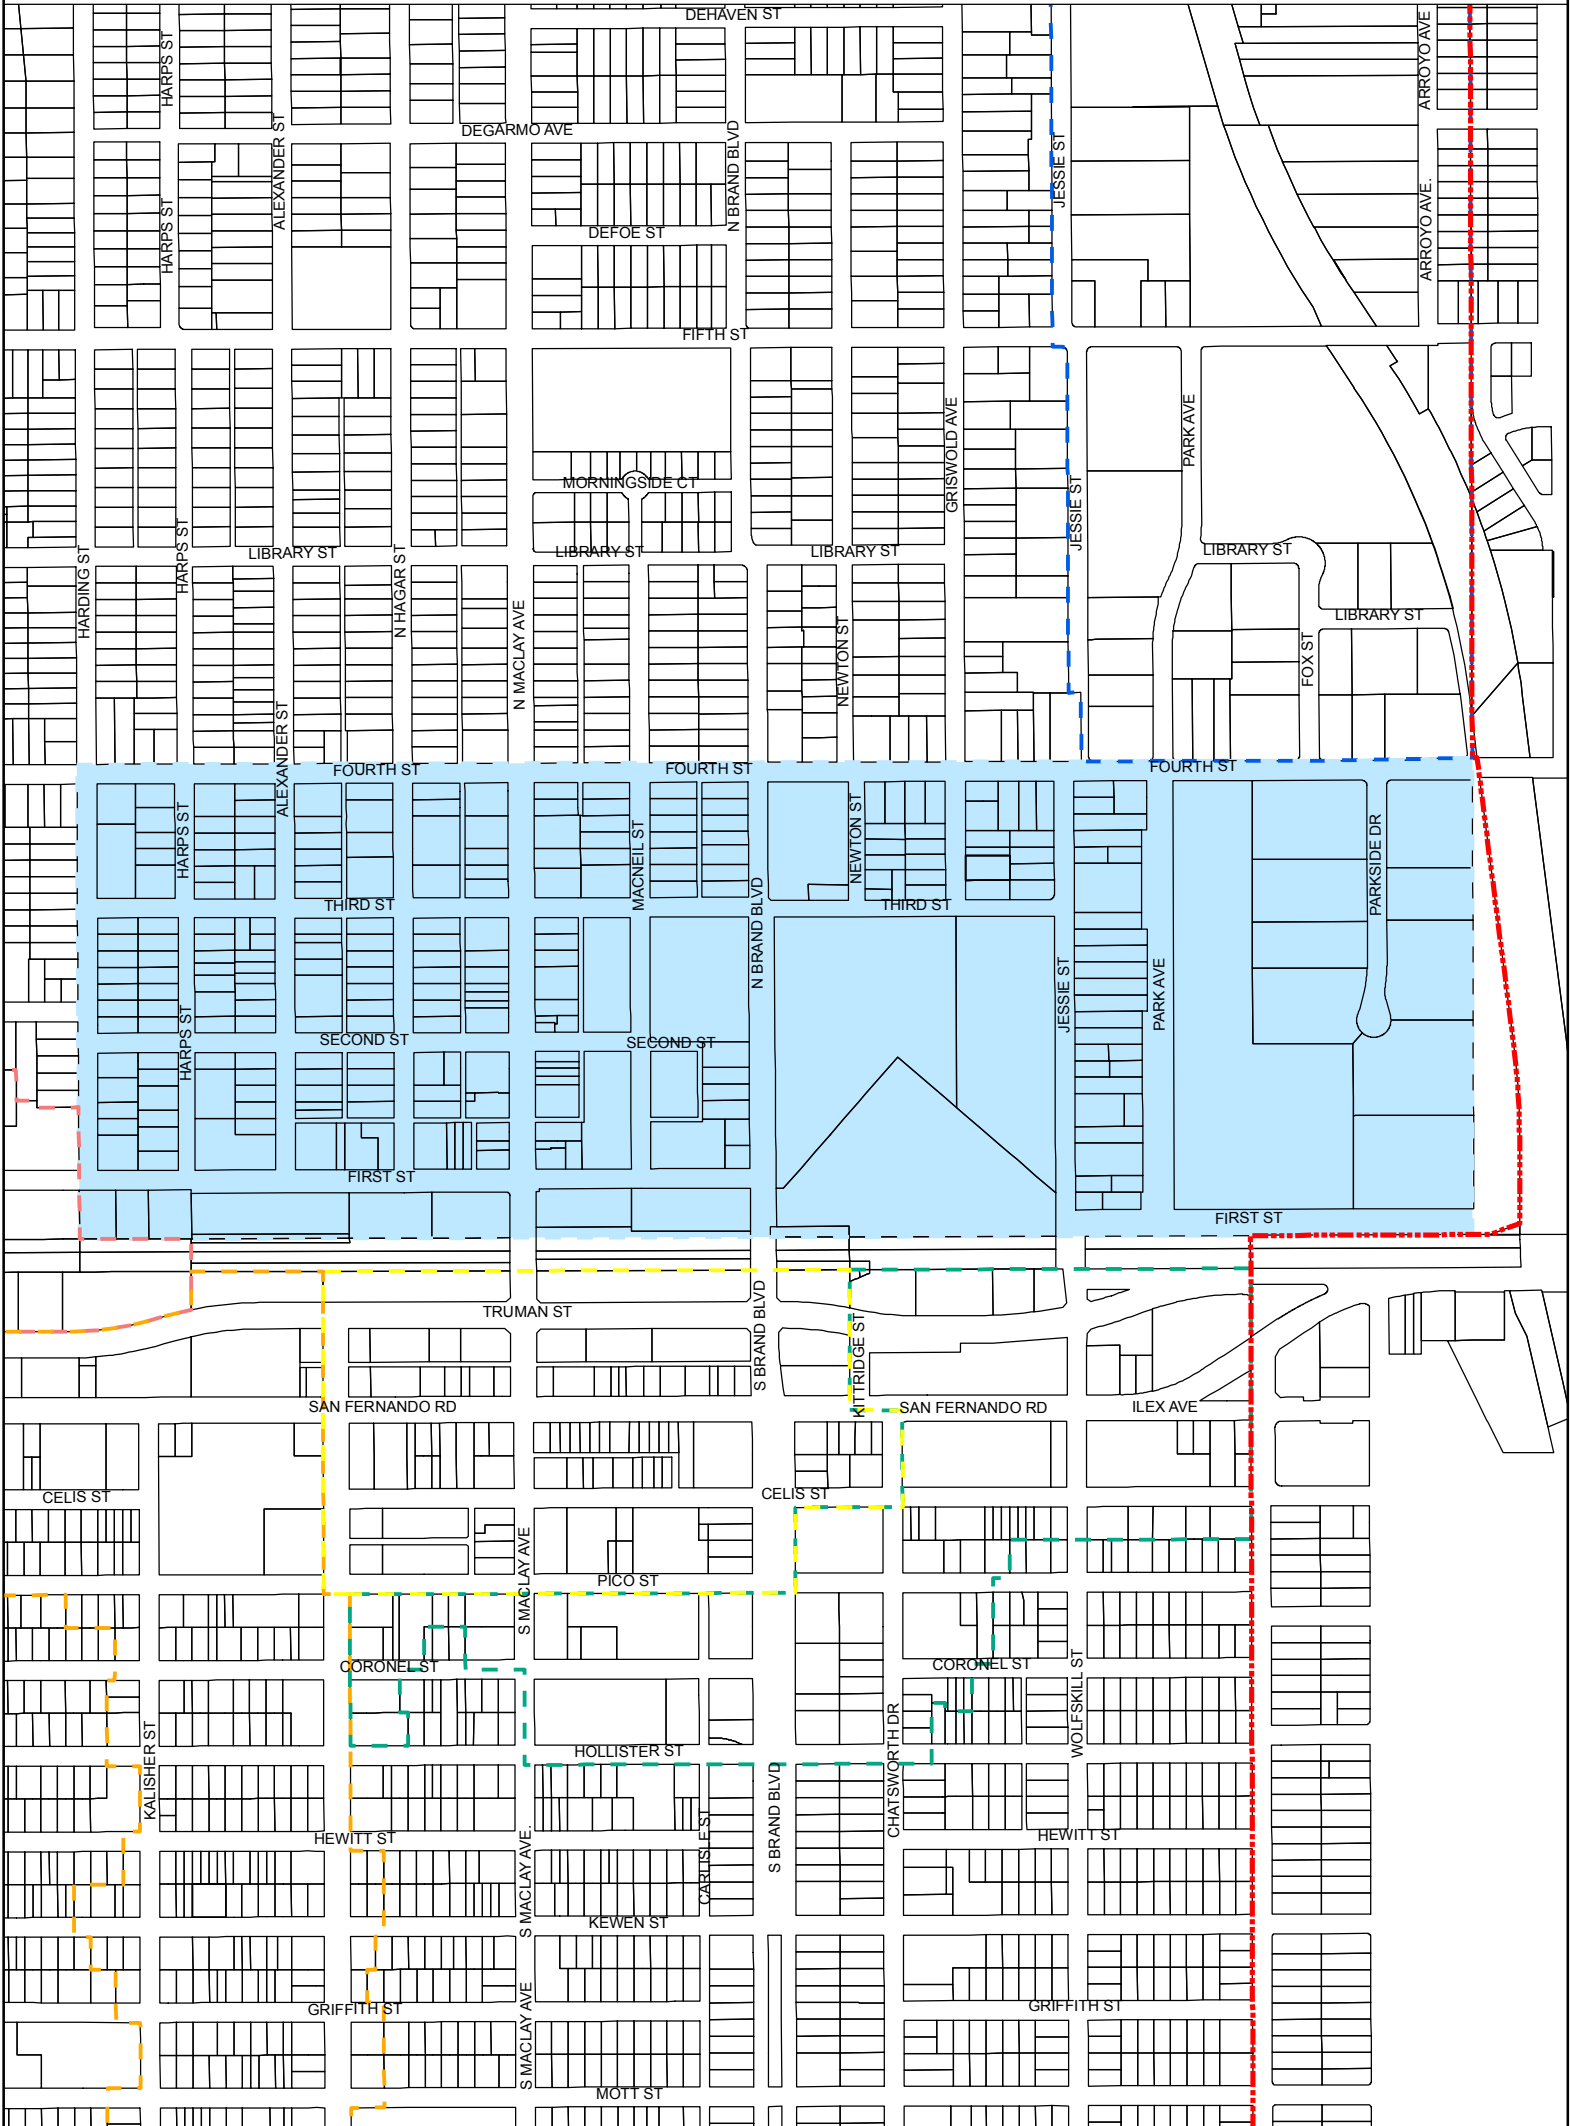 DEHAVEN ST
HARPS ST
ARROYO AVE
DEGARMO AVE
ALEXANDER ST
N BRAND BLVD
JESSIE ST
HARPS ST
ARROYO AVE.
DEFOE ST
FIFTH ST
PARK AVE
GRISWOLD AVE
MORNINGSIDE CT
JESSIE ST
HARPS ST
HARDING ST
LIBRARY ST
N HAGAR ST
LIBRARY ST
LIBRARY ST
LIBRARY ST
N MACLAY AVE
NEWTON ST
LIBRARY ST
FOX ST
ALEXANDER ST
FOURTH ST
FOURTH ST
FOURTH ST
HARPS ST
MACNEIL ST
NEWTON ST
PARKSIDE DR
THIRD ST
N BRAND BLVD
THIRD ST
JESSIE ST
PARK AVE
HARPS ST
SECOND ST
SECOND ST
FIRST ST
FIRST ST
TRUMAN ST
S BRAND BLVD
KITTRIDGE ST
SAN FERNANDO RD
SAN FERNANDO RD
ILEX AVE
CELIS ST
CELIS ST
S MACLAY AVE
PICO ST
CORONEL ST
CORONEL ST
WOLFSKILL ST
CHATSWORTH DR
KALISHER ST
HOLLISTER ST
S BRAND BLVD
HEWITT ST
HEWITT ST
CARLISLE ST
S MACLAY AVE.
KEWEN ST
GRIFFITH ST
GRIFFITH ST
S MACLAY AVE
MOTT ST